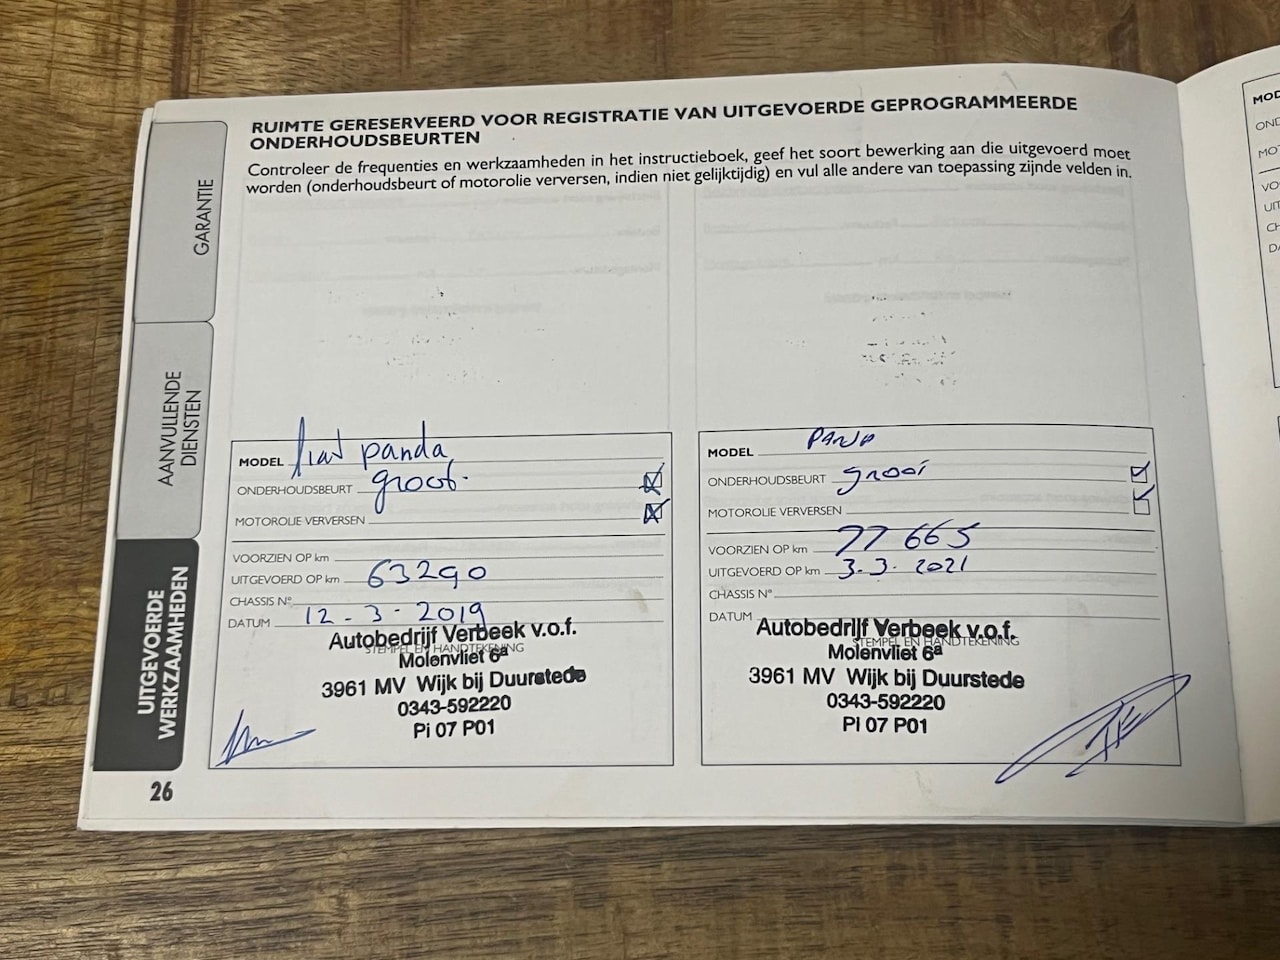 RUIMTE GERESERVEERD VOOR REGISTRATIE VAN UITGEVOERDE GEPROGRAMMEERDE
ONDERHOUDSBEURTEN
Controleer de frequenties en werkzaamheden in het instructieboek, geef het soort bewerking aan die uitgevoerd moet
worden (onderhoudsbeurt of motorolie verversen, indien niet gelijktijdig) en vul alle andere van toepassing zijnde velden in.
GARANTIE
AANVULLENDE
DIENSTEN
UITGEVOERDE
WERKZAAMHEDEN
MODEL fiat panda
ONDERHOUDSBEURT groot.
MOTOROLIE VERVERSEN
VOORZIEN OP km
UITGEVOERD OP km 63290
CHASSIS N°
DATUM 12-3-2019
STEMPEL EN HANDTEKENING
Autobedrijf Verbeek v.o.f.
Molenvliet 6a
3961 MV Wijk bij Duurstede
0343-592220
Pi 07 P01
MODEL
ONDERHOUDSBEURT groot
MOTOROLIE VERVERSEN
VOORZIEN OP km 77 665
UITGEVOERD OP km 3-3-2021
CHASSIS N°
DATUM
STEMPEL EN HANDTEKENING
Autobedrijf Verbeek v.o.f.
Molenvliet 6a
3961 MV Wijk bij Duurstede
0343-592220
Pi 07 P01
26